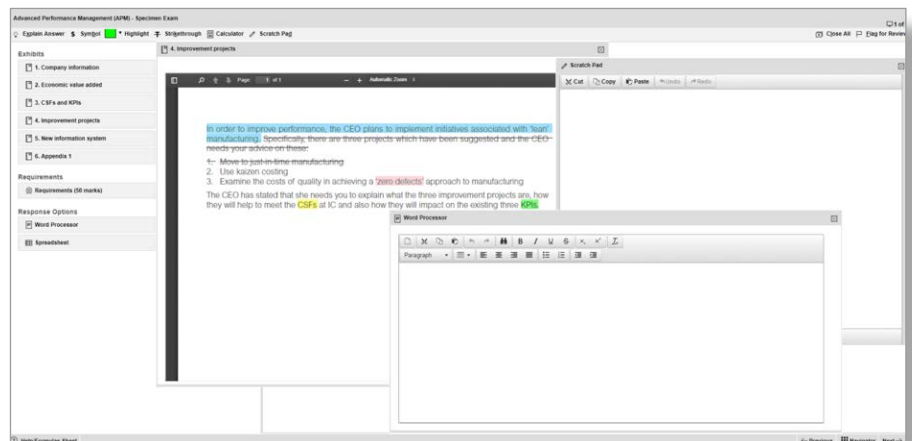 Advanced Performance Management (APM) - Specimen Exam
1 of
Explain Answer $ Symbol Highlight Strikethrough Calculator Scratch Pad
Close All Flag for Review
Exhibits
1. Company information
2. Economic value added
3. CSFs and KPIs
4. Improvement projects
5. New information system
6. Appendix 1
Requirements
Requirements (50 marks)
Response Options
Word Processor
Spreadsheet
4. Improvement projects
Page 1 of 1 - + Automatic Zoom
In order to improve performance, the CEO plans to implement initiatives associated with 'lean'
manufacturing. Specifically, there are three projects which have been suggested and the CEO
needs your advice on these:
1. Move to just-in-time manufacturing
2. Use kaizen costing
3. Examine the costs of quality in achieving a 'zero defects' approach to manufacturing
The CEO has stated that she needs you to explain what the three improvement projects are, how
they will help to meet the CSFs at IC and also how they will impact on the existing three KPIs.
Scratch Pad
Cut Copy Paste Undo Redo
Word Processor
B I U S x, x² Ix
Paragraph
Help Formulae Sheet
Previous Navigator Next